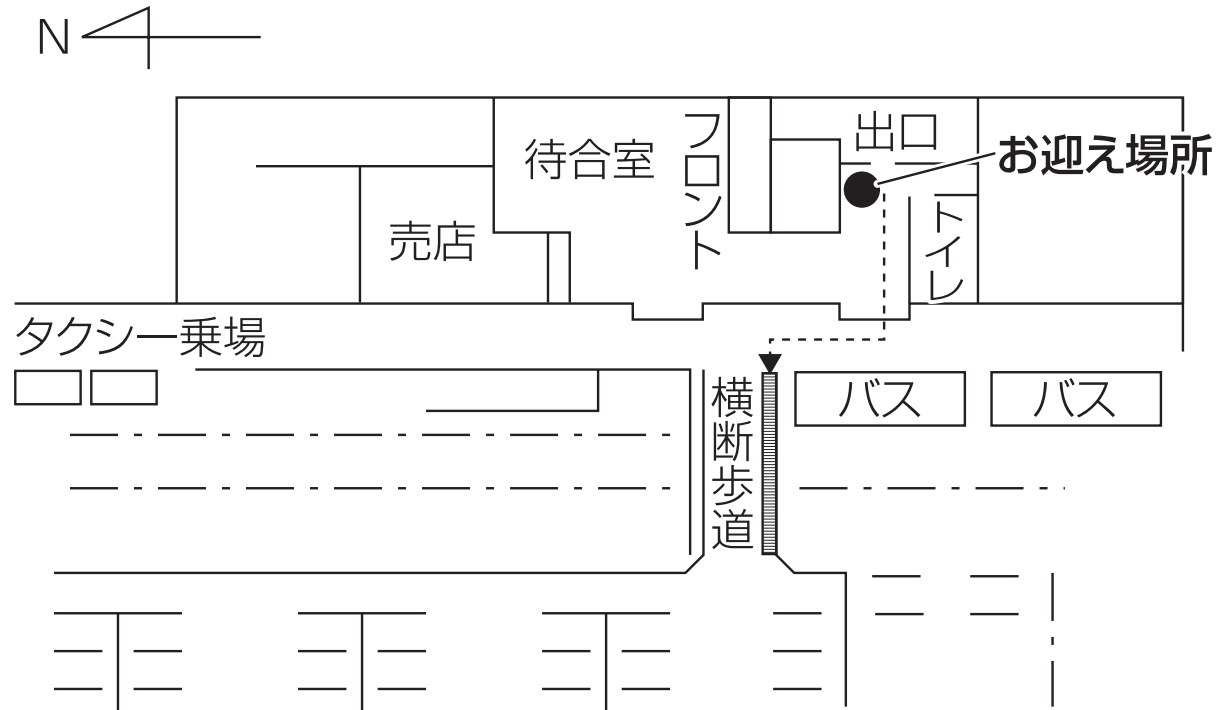 N
出口
お迎え場所
待合室
フロント
売店
トイレ
タクシー乗場
横断歩道
バス
バス